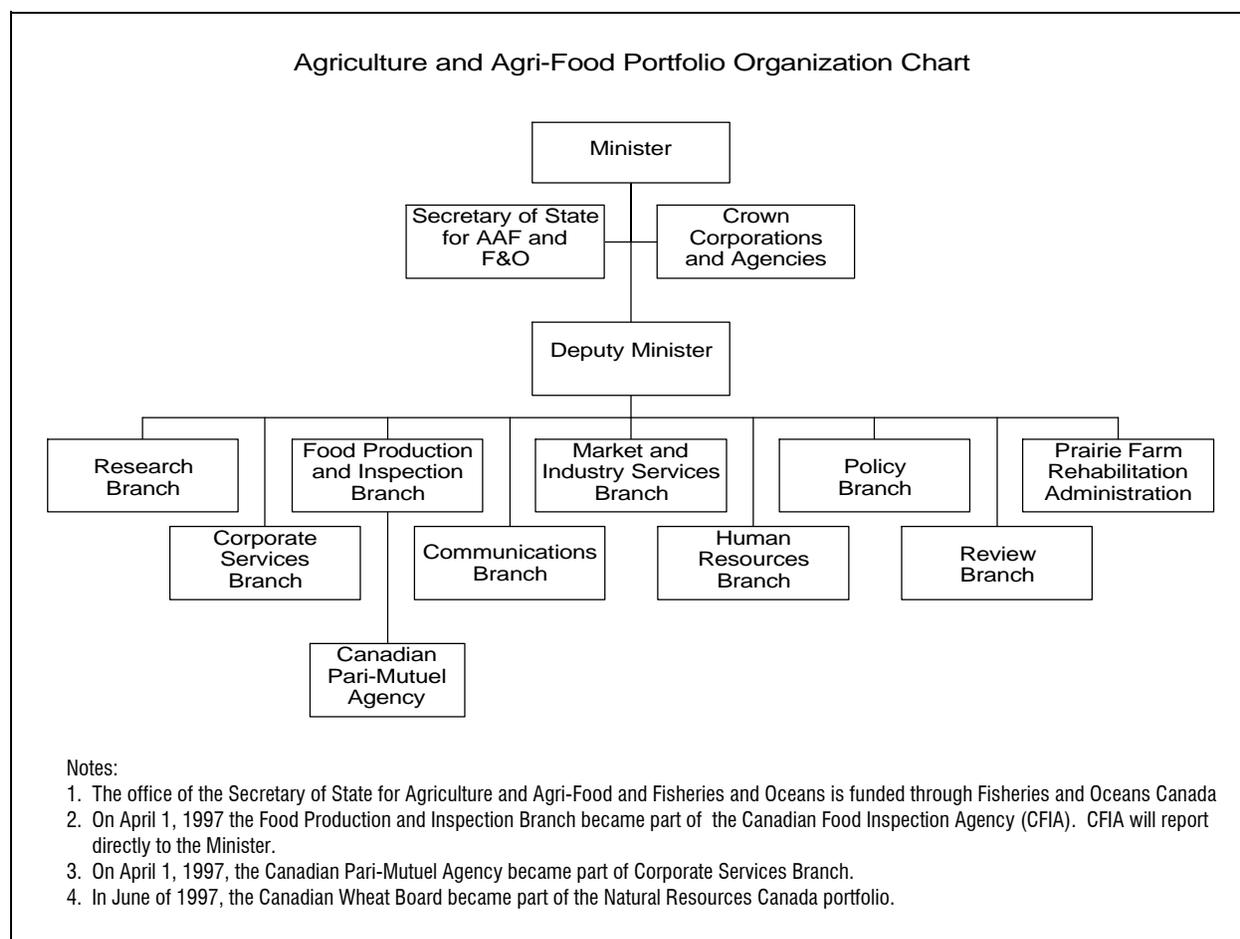 Agriculture and Agri-Food Portfolio Organization Chart
Minister
Secretary of State
for AAF and
F&O
Crown
Corporations
and Agencies
Deputy Minister
Research
Branch
Food Production
and Inspection
Branch
Market and
Industry Services
Branch
Policy
Branch
Prairie Farm
Rehabilitation
Administration
Corporate
Services
Branch
Communications
Branch
Human
Resources
Branch
Review
Branch
Canadian
Pari-Mutuel
Agency
Notes:
1. The office of the Secretary of State for Agriculture and Agri-Food and Fisheries and Oceans is funded through Fisheries and Oceans Canada
2. On April 1, 1997 the Food Production and Inspection Branch became part of the Canadian Food Inspection Agency (CFIA). CFIA will report
directly to the Minister.
3. On April 1, 1997, the Canadian Pari-Mutuel Agency became part of Corporate Services Branch.
4. In June of 1997, the Canadian Wheat Board became part of the Natural Resources Canada portfolio.